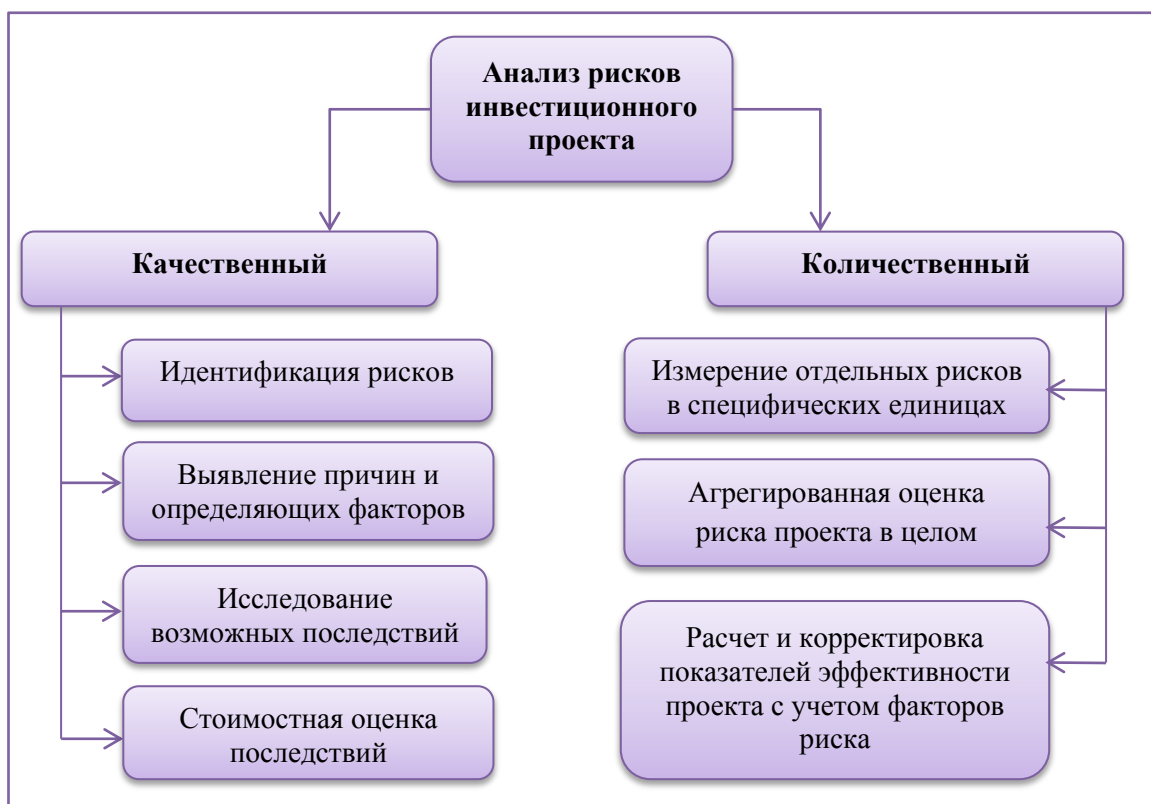 Анализ рисков
инвестиционного
проекта
Качественный
Идентификация рисков
Выявление причин и
определяющих факторов
Исследование
возможных последствий
Стоимостная оценка
последствий
Количественный
Измерение отдельных рисков
в специфических единицах
Агрегированная оценка
риска проекта в целом
Расчет и корректировка
показателей эффективности
проекта с учетом факторов
риска